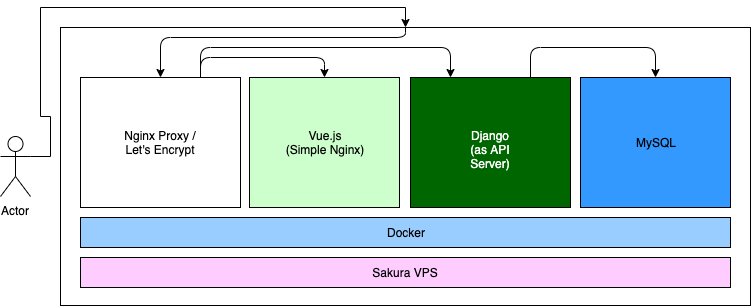 Nginx Proxy /
Let's Encrypt
Vue.js
(Simple Nginx)
Django
(as API
Server)
MySQL
Actor
Docker
Sakura VPS